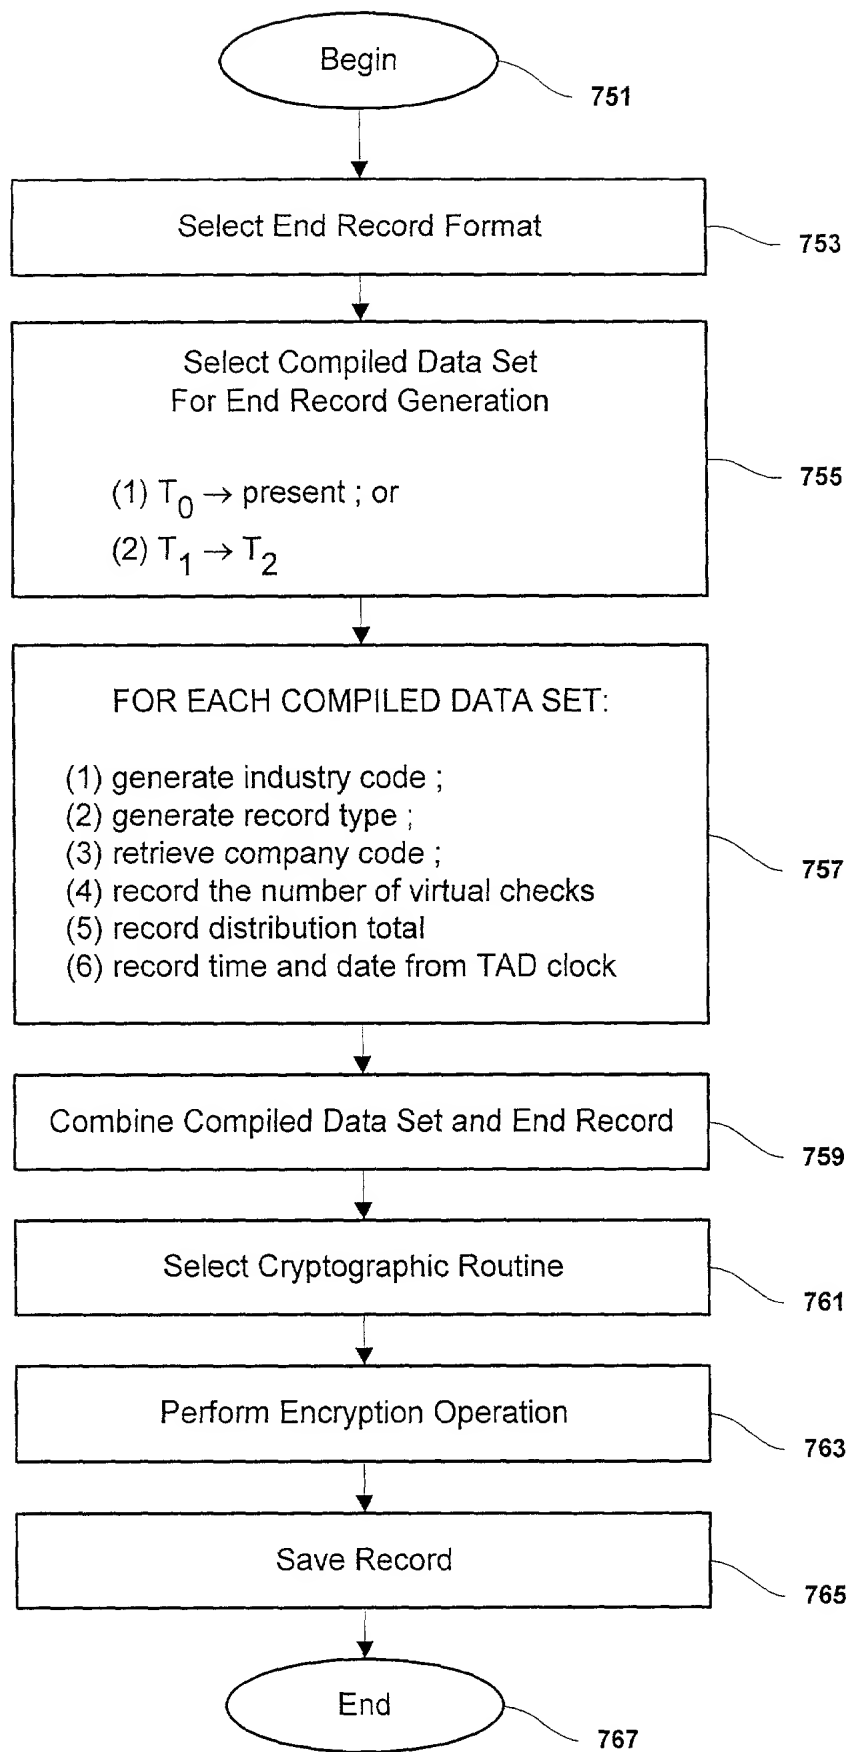 Begin
751
Select End Record Format
753
Select Compiled Data Set
For End Record Generation
(1) T0 → present ; or
(2) T1 → T2
755
FOR EACH COMPILED DATA SET:
(1) generate industry code ;
(2) generate record type ;
(3) retrieve company code ;
(4) record the number of virtual checks
(5) record distribution total
(6) record time and date from TAD clock
757
Combine Compiled Data Set and End Record
759
Select Cryptographic Routine
761
Perform Encryption Operation
763
Save Record
765
End
767